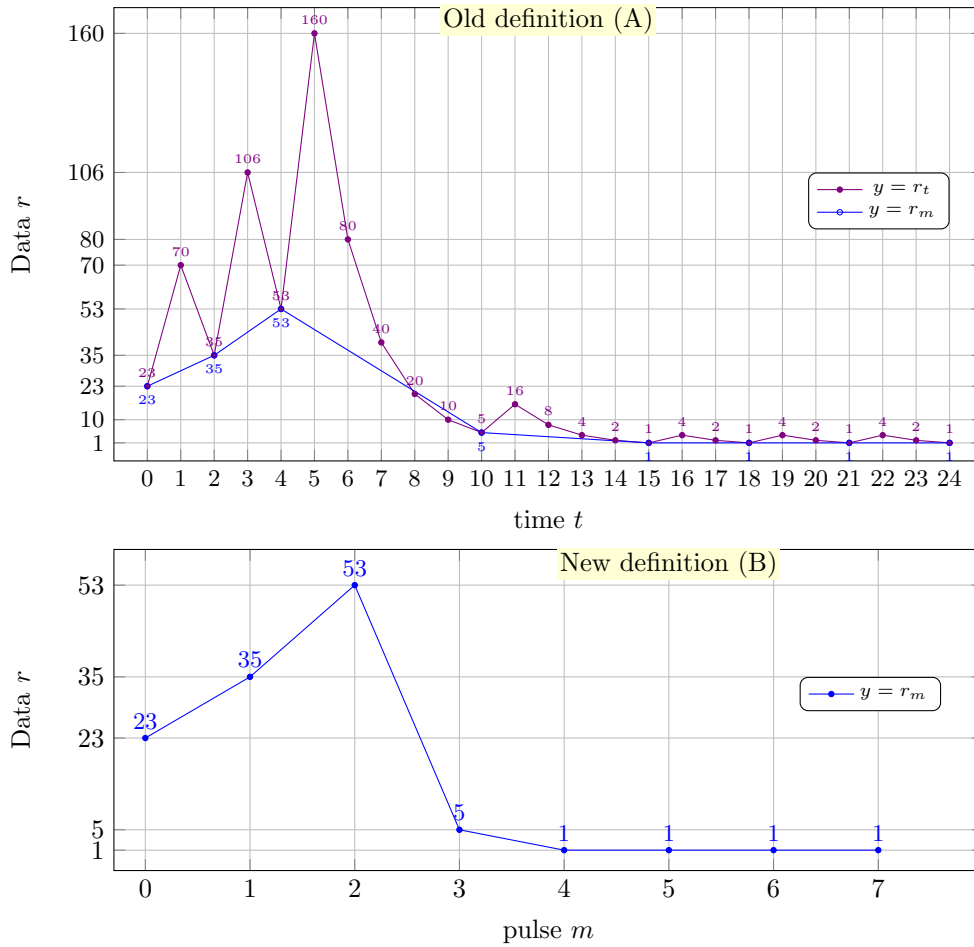 Old definition (A)
160
106
80
70
53
35
23
10
1
Data r
23 70 35 106 53 160 80 40 20 10 5 16 8 4 2 1 4 2 1 4 2 1 4 2 1
23 35 53 5 1 1 1 1
y = r_t
y = r_m
0 1 2 3 4 5 6 7 8 9 10 11 12 13 14 15 16 17 18 19 20 21 22 23 24
time t
New definition (B)
53
35
23
5
1
Data r
23 35 53 5 1 1 1 1
y = r_m
0 1 2 3 4 5 6 7
pulse m